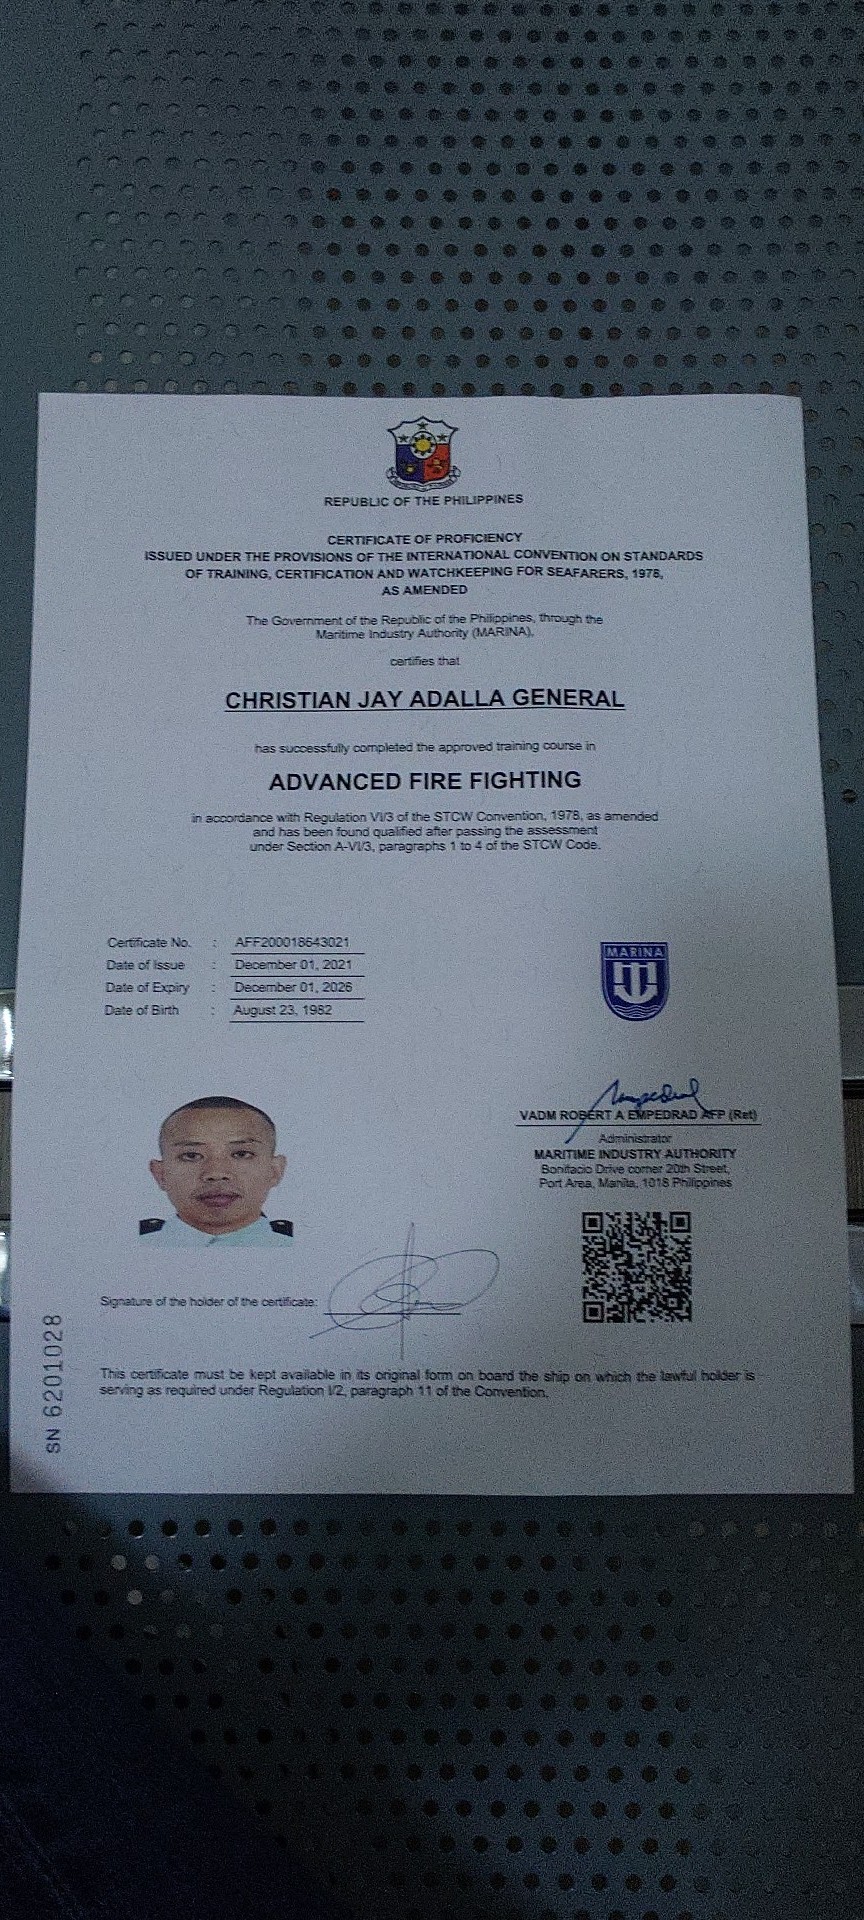 REPUBLIC OF THE PHILIPPINES
CERTIFICATE OF PROFICIENCY
ISSUED UNDER THE PROVISIONS OF THE INTERNATIONAL CONVENTION ON STANDARDS
OF TRAINING, CERTIFICATION AND WATCHKEEPING FOR SEAFARERS, 1978,
AS AMENDED
The Government of the Republic of the Philippines, through the
Maritime Industry Authority (MARINA),
certifies that
CHRISTIAN JAY ADALLA GENERAL
has successfully completed the approved training course in
ADVANCED FIRE FIGHTING
in accordance with Regulation VI/3 of the STCW Convention, 1978, as amended
and has been found qualified after passing the assessment
under Section A-VI/3, paragraphs 1 to 4 of the STCW Code.
Certificate No. : AFF200018643021
Date of Issue : December 01, 2021
Date of Expiry : December 01, 2026
Date of Birth : August 23, 1982
MARINA
VADM ROBERT A EMPEDRAD AFP (Ret)
Administrator
MARITIME INDUSTRY AUTHORITY
Bonifacio Drive corner 20th Street,
Port Area, Manila, 1018 Philippines
Signature of the holder of the certificate:
SN 6201028
This certificate must be kept available in its original form on board the ship on which the lawful holder is
serving as required under Regulation I/2, paragraph 11 of the Convention.